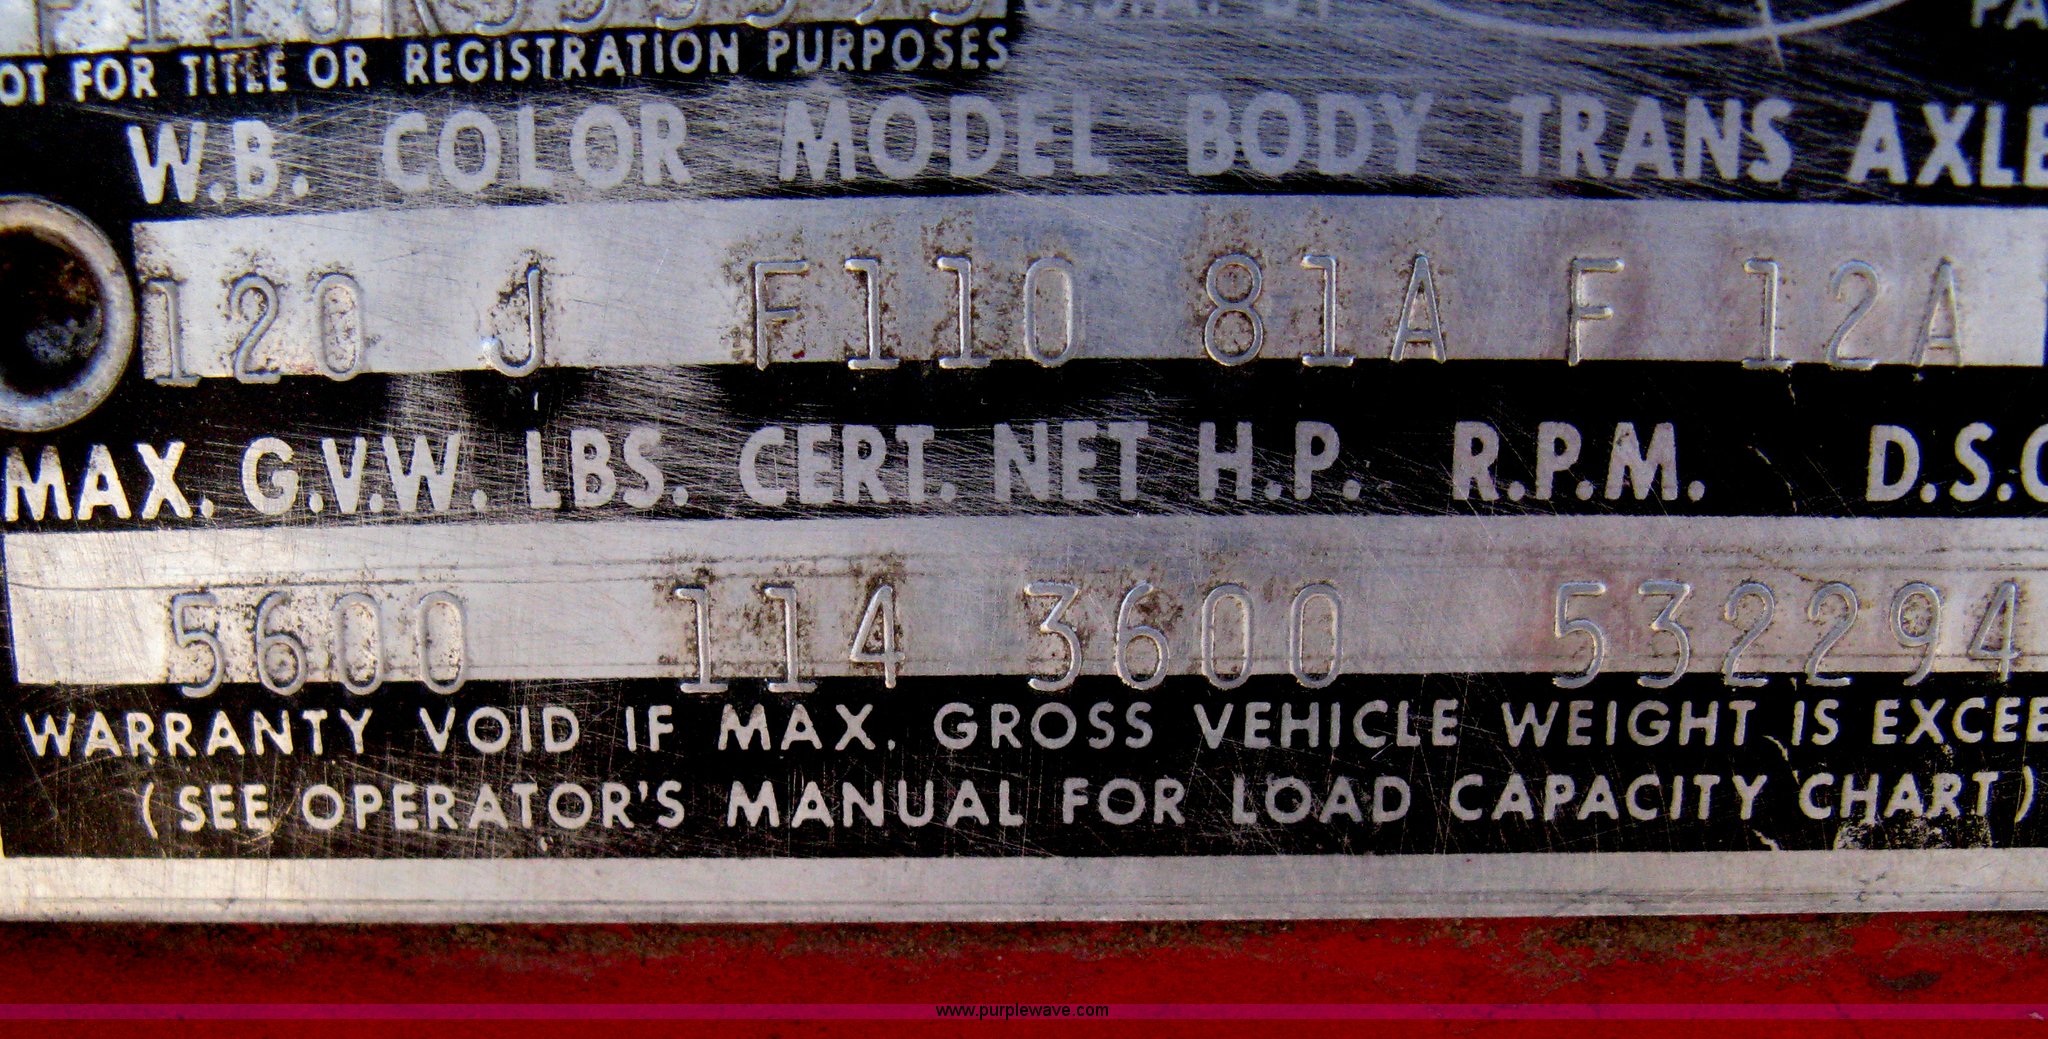 OT FOR TITLE OR REGISTRATION PURPOSES
W.B. COLOR MODEL BODY TRANS AXLE
120 J F110 81A F 12A
MAX. G.V.W. LBS. CERT. NET H.P. R.P.M. D.S.O
5600 114 3600 532294
WARRANTY VOID IF MAX. GROSS VEHICLE WEIGHT IS EXCEE
(SEE OPERATOR'S MANUAL FOR LOAD CAPACITY CHART)
www.purplewave.com